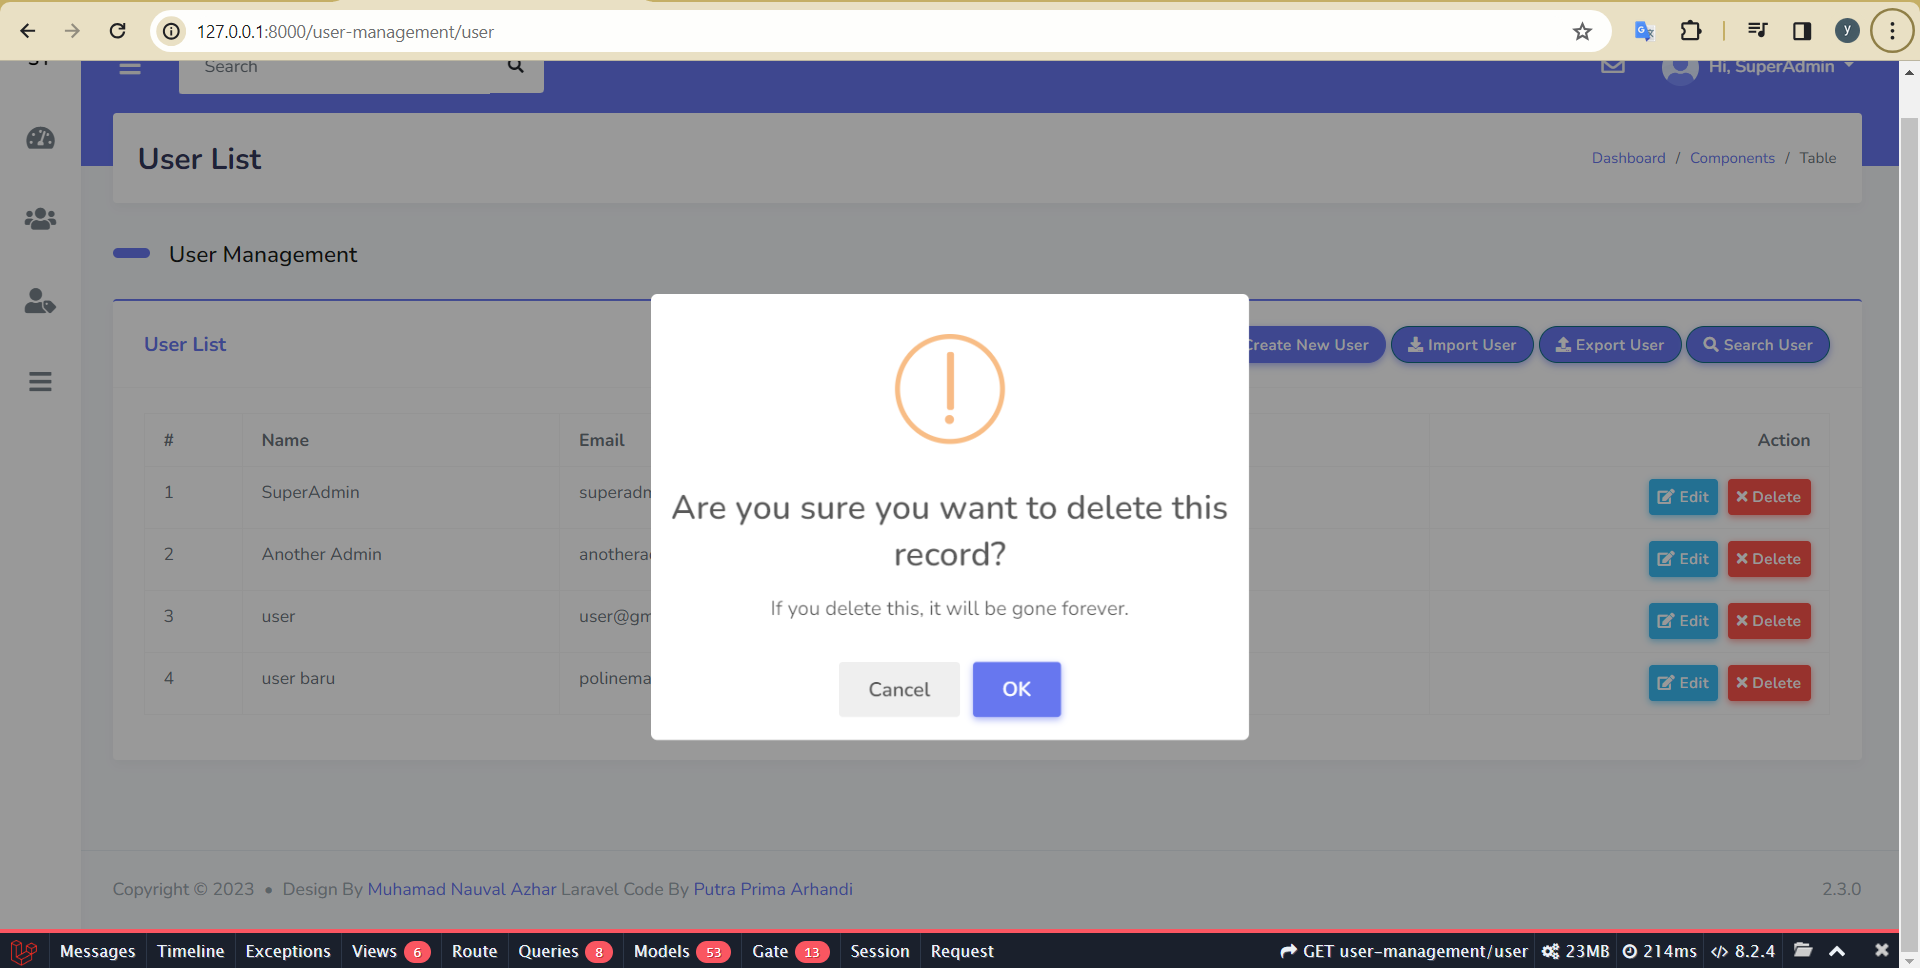 127.0.0.1:8000/user-management/user
y
Search
Hi, SuperAdmin
User List
Dashboard / Components / Table
User Management
User List
Create New User
Import User
Export User
Search User
# Name Email Action
1 SuperAdmin superadm Edit Delete
2 Another Admin anothera Edit Delete
3 user user@gm Edit Delete
4 user baru polinema Edit Delete
Are you sure you want to delete this
record?
If you delete this, it will be gone forever.
Cancel OK
Copyright © 2023 • Design By Muhamad Nauval Azhar Laravel Code By Putra Prima Arhandi
2.3.0
Messages Timeline Exceptions Views 6 Route Queries 8 Models 53 Gate 13 Session Request GET user-management/user 23MB 214ms 8.2.4